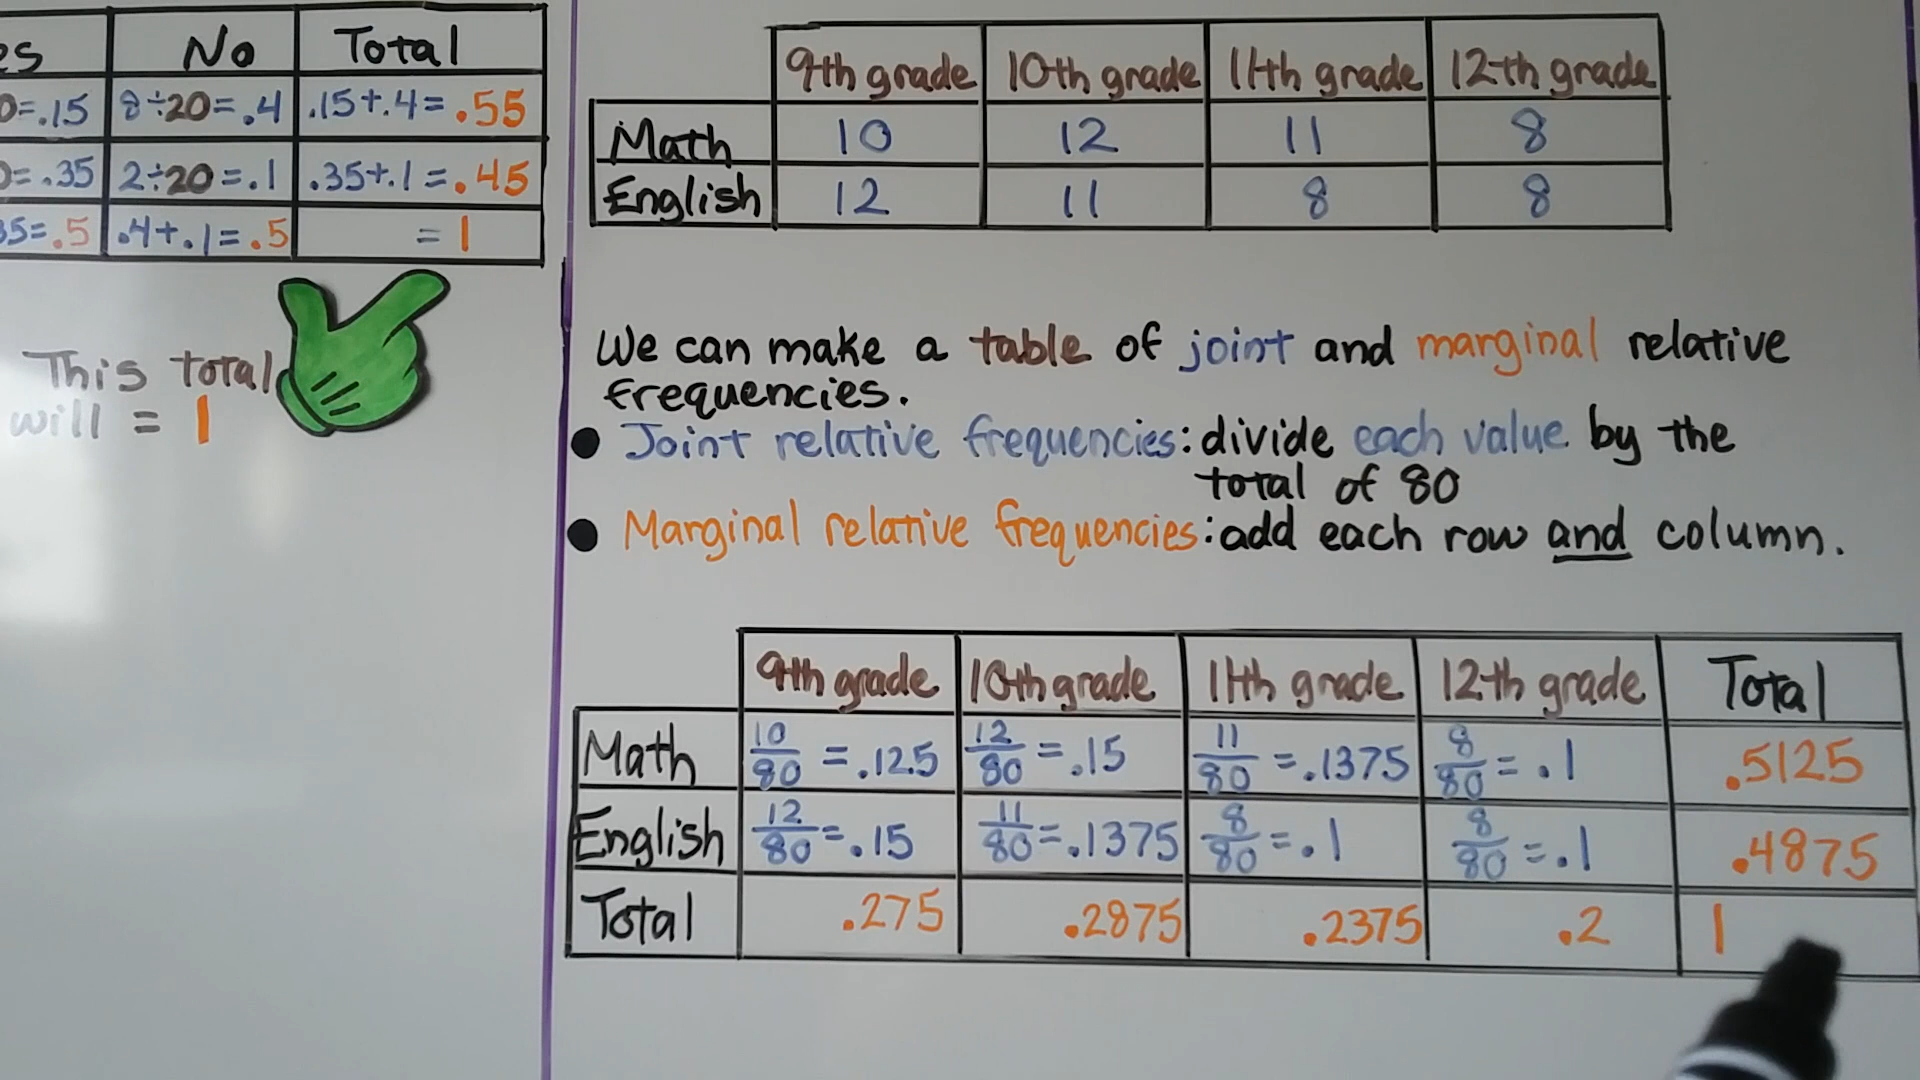 es No Total
0=.15 8÷20=.4 .15+.4=.55
0=.35 2÷20=.1 .35+.1=.45
35=.5 .4+.1=.5 =1
This total
will = 1
9th grade 10th grade 11th grade 12th grade
Math 10 12 11 8
English 12 11 8 8
We can make a table of joint and marginal relative
frequencies.
● Joint relative frequencies: divide each value by the
total of 80
● Marginal relative frequencies: add each row and column.
9th grade 10th grade 11th grade 12th grade Total
Math 10/80 = .125 12/80 = .15 11/80 = .1375 8/80 = .1 .5125
English 12/80 = .15 11/80 = .1375 8/80 = .1 8/80 = .1 .4875
Total .275 .2875 .2375 .2 1